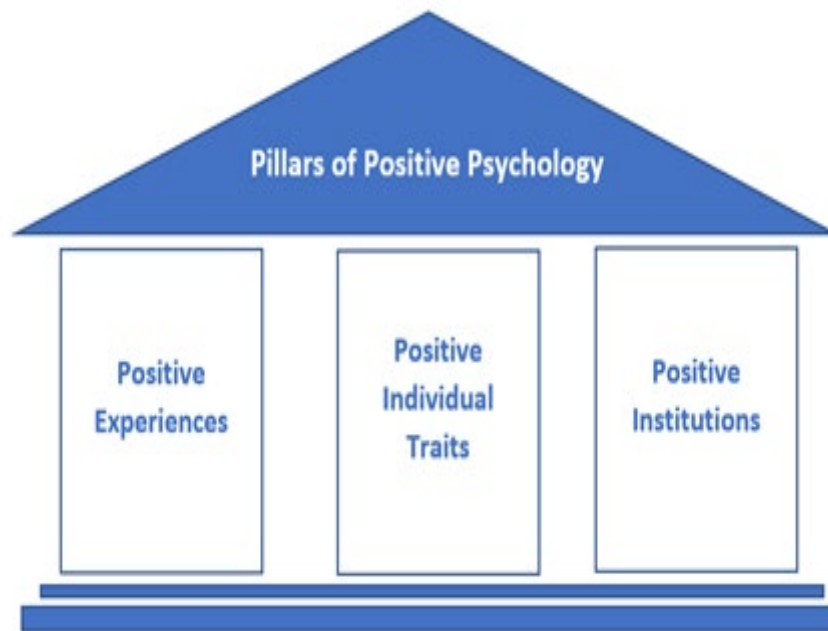 Pillars of Positive Psychology
Positive
Experiences
Positive
Individual
Traits
Positive
Institutions